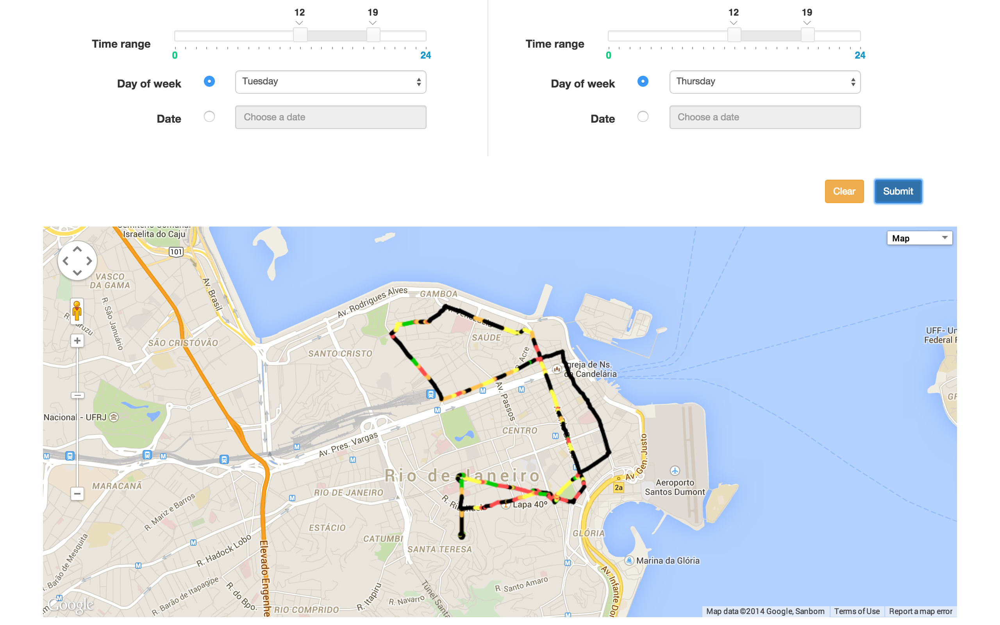 12 19
Time range
0 24
Day of week Tuesday
Date Choose a date
12 19
Time range
0 24
Day of week Thursday
Date Choose a date
Clear Submit
Map
Israelita do Caju
101
VASCO
DA GAMA
Av. Brasil
R. São Januário
SÃO CRISTÓVÃO
Av. Rodrigues Alves
GAMBOA
Av. Venezuela
SAÚDE
SANTO CRISTO
Acre
Igreja de Ns.
da Candelária
UFF- Un
Federal F
Av. Passos
Nacional - UFRJ
CENTRO
Av. Pres. Vargas
Av. Gen. Justo
Rio de Janeiro
2a
Aeroporto
Santos Dumont
MARACANÃ
RIO DE JANEIRO
R. Riachuelo
Lapa 40º
R. Mariz e Barros
ESTÁCIO
CATUMBI
GLÓRIA
SANTA TERESA
R. Hadock Lobo
Marina da Glória
R. Barão de Mesquita
Elevado Engenhe
R. Barão de Itapagipe
R. do Bpo.
R. Itapiru
R. Navarro
Túnel Santa
R. Santo Amaro
Av. Infante Dor
RIO COMPRIDO
Google
Map data ©2014 Google, Sanborn Terms of Use Report a map error